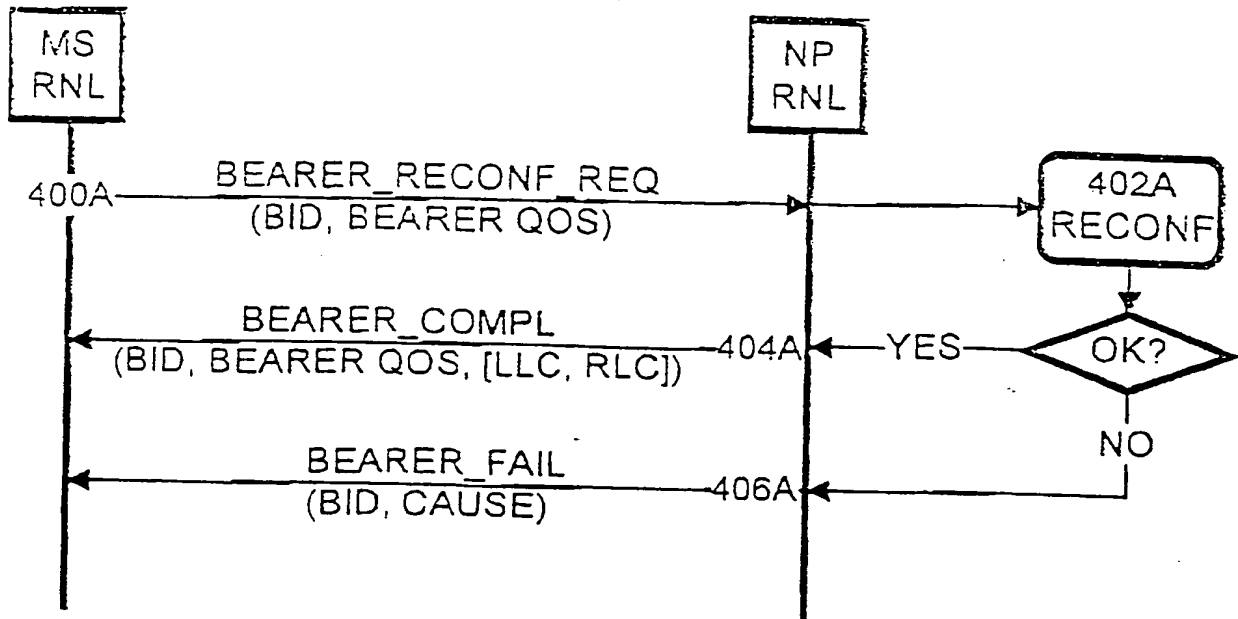 MS
RNL
NP
RNL
400A
BEARER_RECONF_REQ
(BID, BEARER QOS)
402A
RECONF
BEARER_COMPL
(BID, BEARER QOS, [LLC, RLC])
404A
YES
OK?
NO
BEARER_FAIL
(BID, CAUSE)
406A